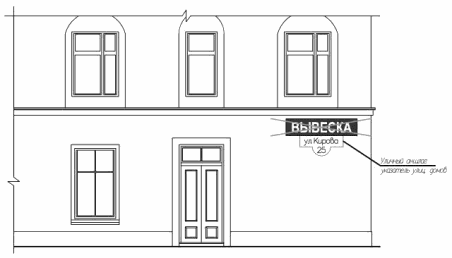 ВЫВЕСКА
ул Кирова
25
Уличный аншлаг
указатель улиц, домов